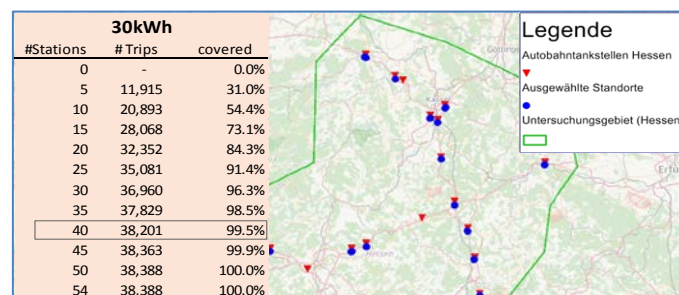 30kWh
#Stations # Trips covered
0 - 0.0%
5 11,915 31.0%
10 20,893 54.4%
15 28,068 73.1%
20 32,352 84.3%
25 35,081 91.4%
30 36,960 96.3%
35 37,829 98.5%
40 38,201 99.5%
45 38,363 99.9%
50 38,388 100.0%
54 38,388 100.0%
Legende
Autobahntankstellen Hessen
Ausgewählte Standorte
Untersuchungsgebiet (Hessen